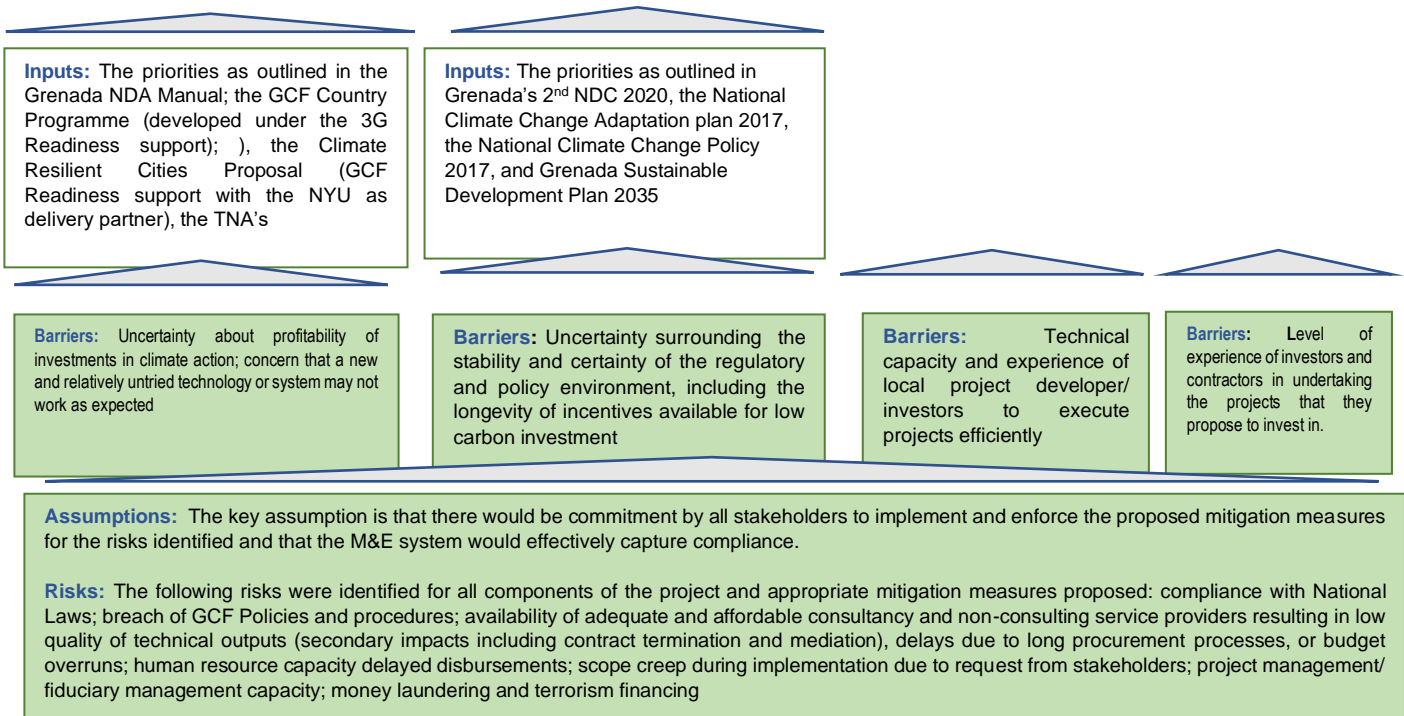 Inputs: The priorities as outlined in the
Grenada NDA Manual; the GCF Country
Programme (developed under the 3G
Readiness support); ), the Climate
Resilient Cities Proposal (GCF
Readiness support with the NYU as
delivery partner), the TNA's
Inputs: The priorities as outlined in
Grenada's 2nd NDC 2020, the National
Climate Change Adaptation plan 2017,
the National Climate Change Policy
2017, and Grenada Sustainable
Development Plan 2035
Barriers: Uncertainty about profitability of
investments in climate action; concern that a new
and relatively untried technology or system may not
work as expected
Barriers: Uncertainty surrounding the
stability and certainty of the regulatory
and policy environment, including the
longevity of incentives available for low
carbon investment
Barriers: Technical
capacity and experience of
local project developer/
investors to execute
projects efficiently
Barriers: Level of
experience of investors and
contractors in undertaking
the projects that they
propose to invest in.
Assumptions: The key assumption is that there would be commitment by all stakeholders to implement and enforce the proposed mitigation measures
for the risks identified and that the M&E system would effectively capture compliance.
Risks: The following risks were identified for all components of the project and appropriate mitigation measures proposed: compliance with National
Laws; breach of GCF Policies and procedures; availability of adequate and affordable consultancy and non-consulting service providers resulting in low
quality of technical outputs (secondary impacts including contract termination and mediation), delays due to long procurement processes, or budget
overruns; human resource capacity delayed disbursements; scope creep during implementation due to request from stakeholders; project management/
fiduciary management capacity; money laundering and terrorism financing